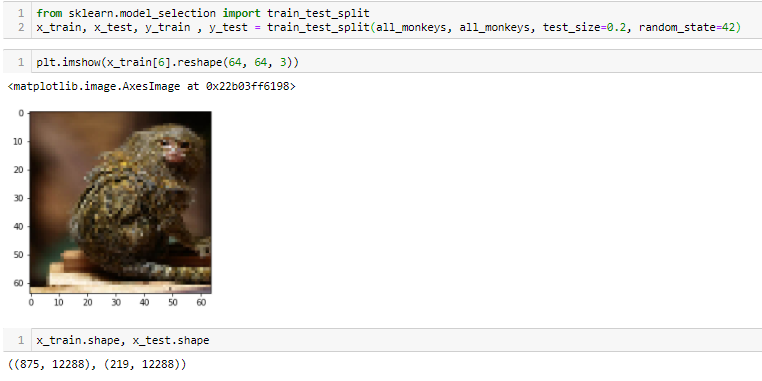 1 from sklearn.model_selection import train_test_split
2 x_train, x_test, y_train , y_test = train_test_split(all_monkeys, all_monkeys, test_size=0.2, random_state=42)
1 plt.imshow(x_train[6].reshape(64, 64, 3))
<matplotlib.image.AxesImage at 0x22b03ff6198>
0
10
20
30
40
50
60
0 10 20 30 40 50 60
1 x_train.shape, x_test.shape
((875, 12288), (219, 12288))